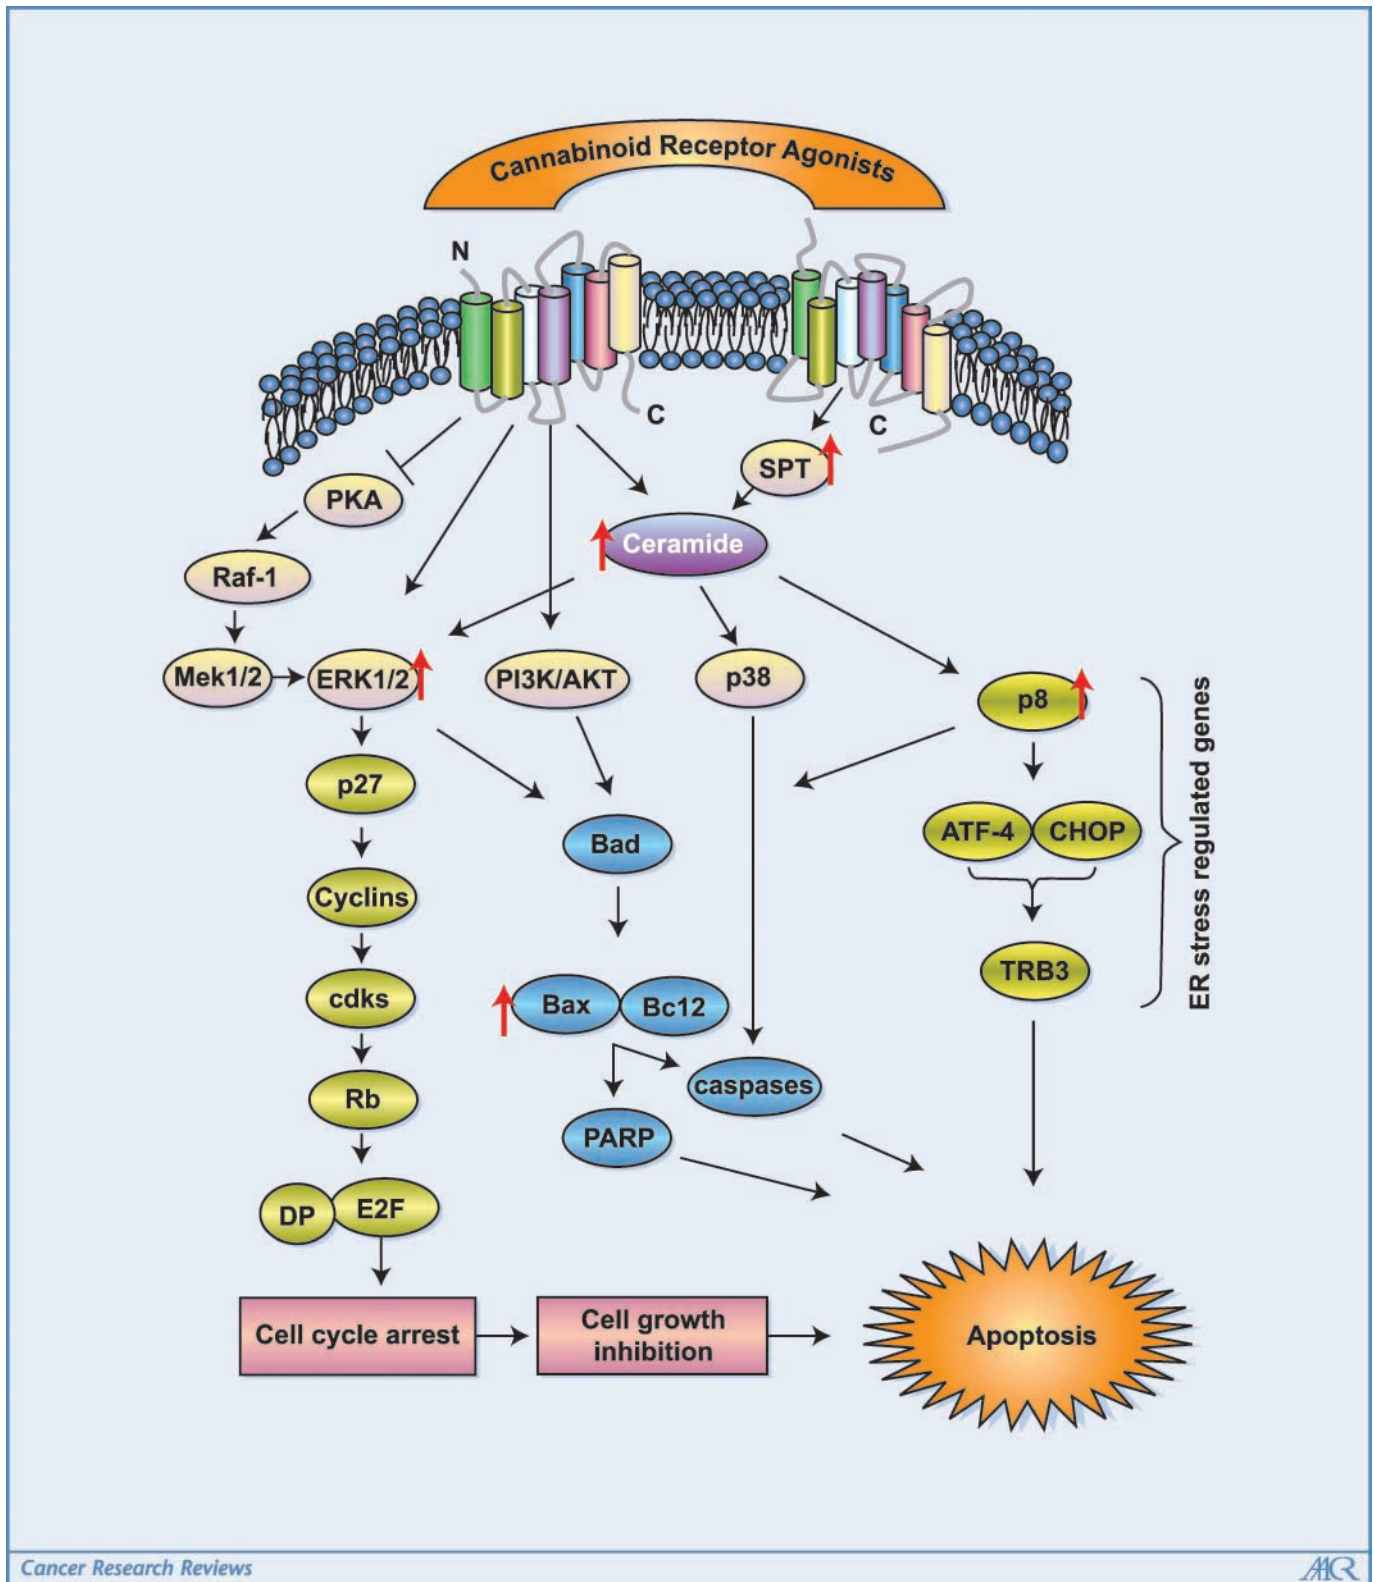 Cannabinoid Receptor Agonists
N
C
C
SPT
PKA
Ceramide
Raf-1
Mek1/2
ERK1/2
PI3K/AKT
p38
p8
p27
ATF-4
CHOP
Bad
Cyclins
TRB3
cdks
Bax
Bc12
ER stress regulated genes
caspases
Rb
PARP
DP
E2F
Cell cycle arrest
Cell growth
inhibition
Apoptosis
Cancer Research Reviews
AACR